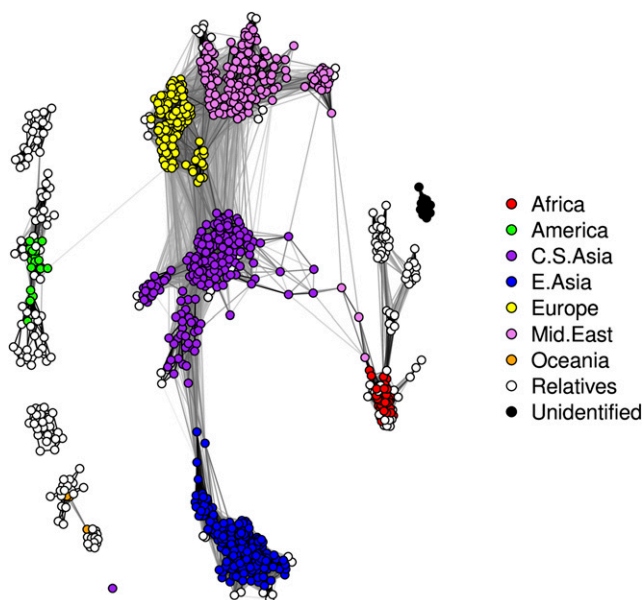 Africa
America
C.S.Asia
E.Asia
Europe
Mid.East
Oceania
Relatives
Unidentified